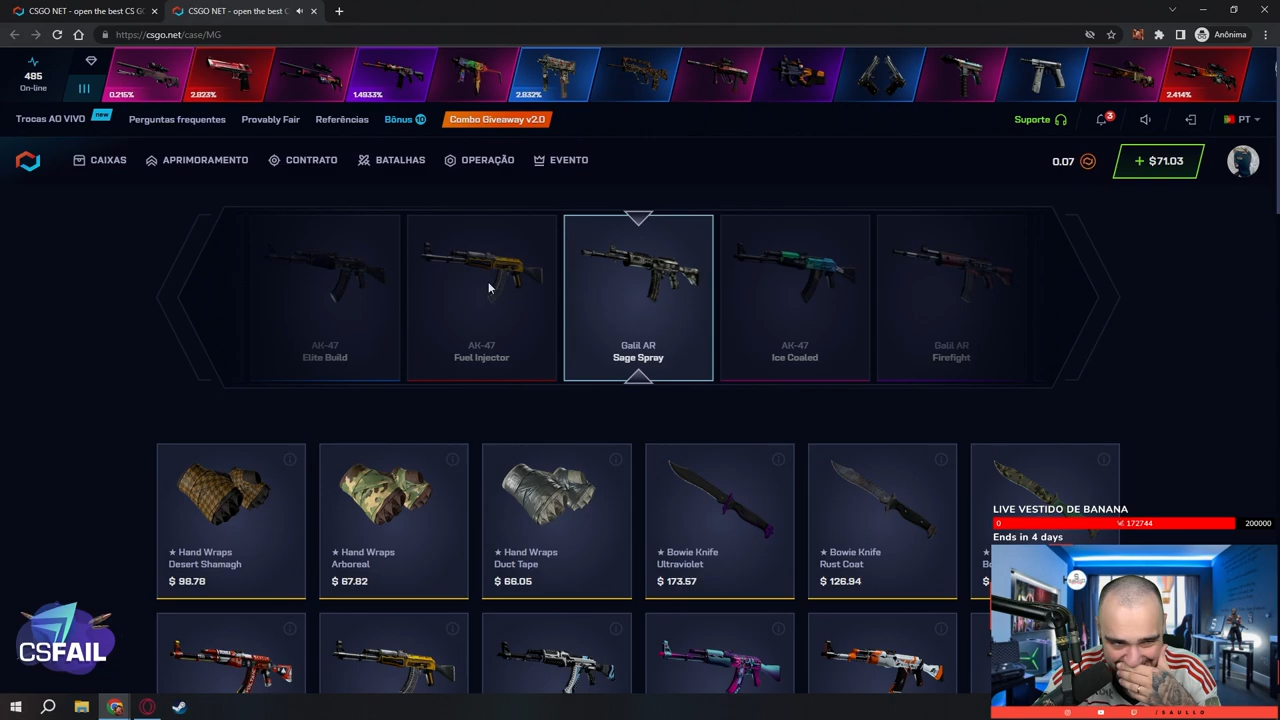 CSGO NET - open the best CS G
CSGO NET - open the best C
https://csgo.net/case/MG
Anônima
485
On-line
0.215%
2.823%
1.4933%
2.832%
2.414%
Trocas AO VIVO
new
Perguntas frequentes
Provably Fair
Referências
Bônus
Combo Giveaway v2.0
Suporte
3
PT
CAIXAS
APRIMORAMENTO
CONTRATO
BATALHAS
OPERAÇÃO
EVENTO
0.07
+ $71.03
AK-47
Elite Build
AK-47
Fuel Injector
Galil AR
Sage Spray
AK-47
Ice Coaled
Galil AR
Firefight
★ Hand Wraps
Desert Shamagh
$ 98.78
★ Hand Wraps
Arboreal
$ 67.82
★ Hand Wraps
Duct Tape
$ 66.05
★ Bowie Knife
Ultraviolet
$ 173.57
★ Bowie Knife
Rust Coat
$ 126.94
LIVE VESTIDO DE BANANA
0
172744
200000
Ends in 4 days
CSFAIL
/SAULLO